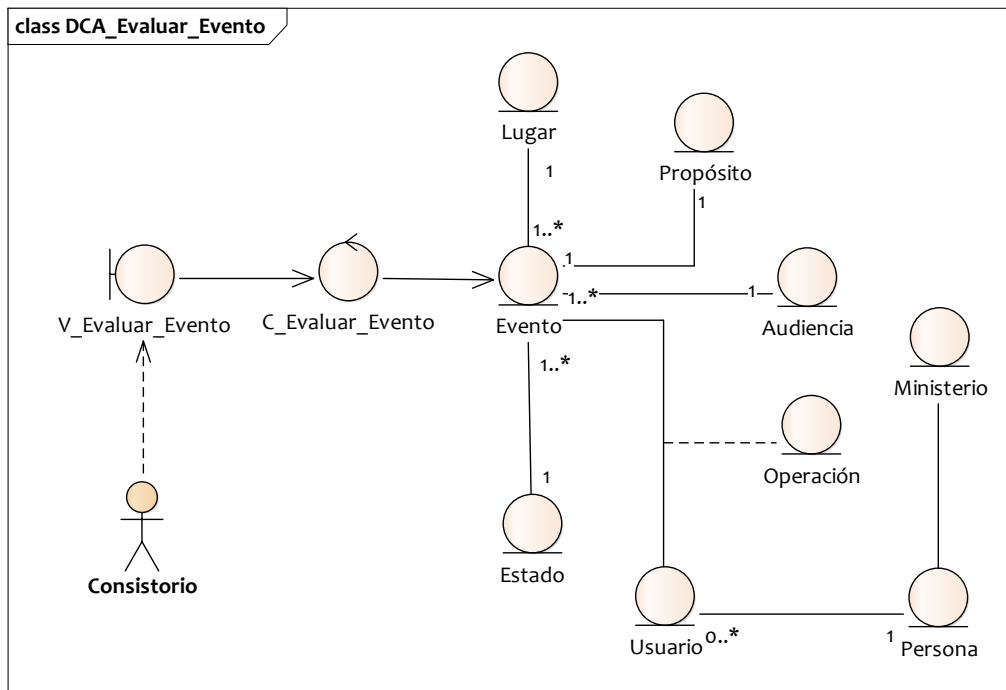 class DCA_Evaluar_Evento
Lugar
1
Propósito
1
1..*
1
V_Evaluar_Evento
C_Evaluar_Evento
Evento
1..*
1
Audiencia
1..*
Ministerio
Operación
1
Estado
Consistorio
Usuario
0..*
1
Persona